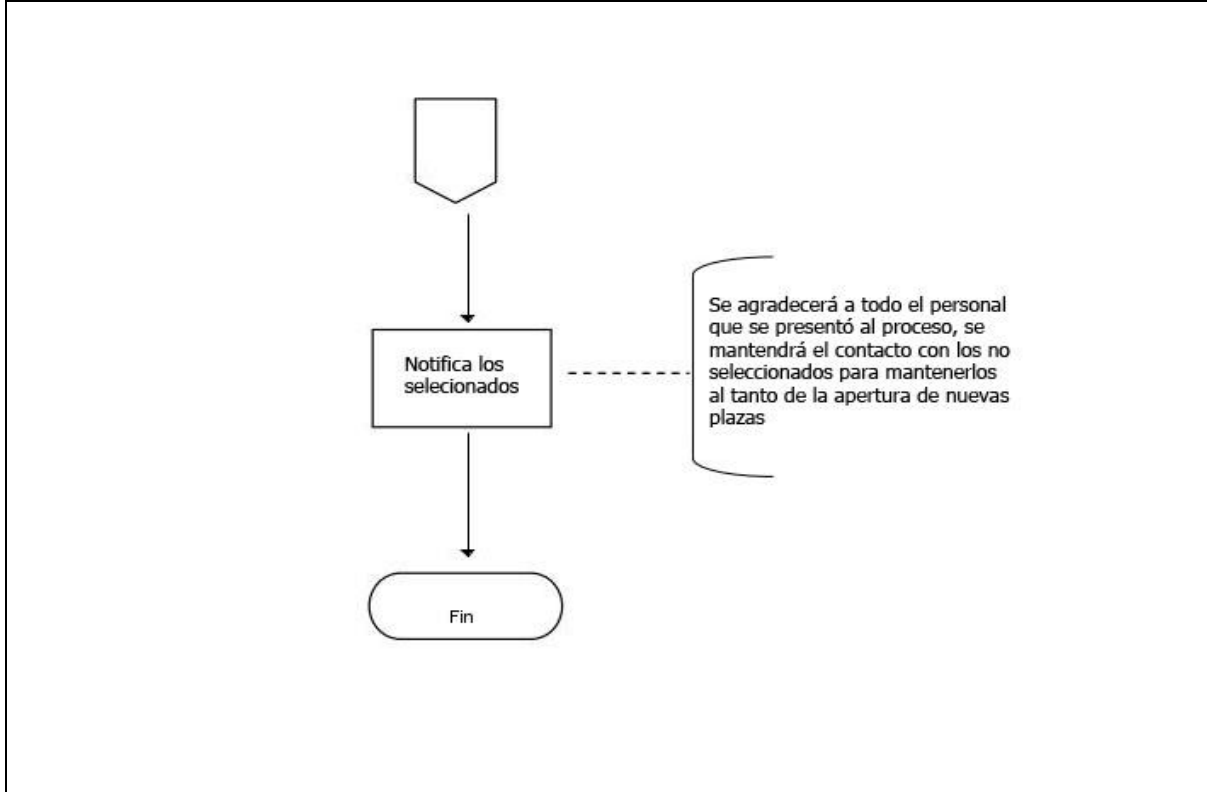 Notifica los
selecionados
Se agradecerá a todo el personal
que se presentó al proceso, se
mantendrá el contacto con los no
seleccionados para mantenerlos
al tanto de la apertura de nuevas
plazas
Fin